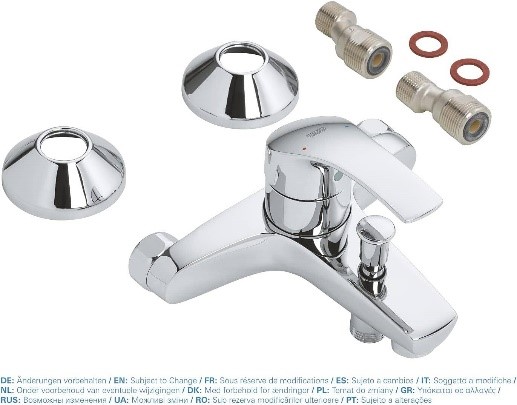 DE: Änderungen vorbehalten / EN: Subject to Change / FR: Sous réserve de modifications / ES: Sujeto a cambios / IT: Soggetto a modifiche /
NL: Onder voorbehoud van eventuele wijzigingen / DK: Med forbehold for ændringer / PL: Temat do zmiany / GR: Υπόκειται σε αλλαγές /
RUS: Возможны изменения / UA: Можливі зміни / RO: Sub rezerva modificărilor ulterioare / PT: Sujeito a alterações